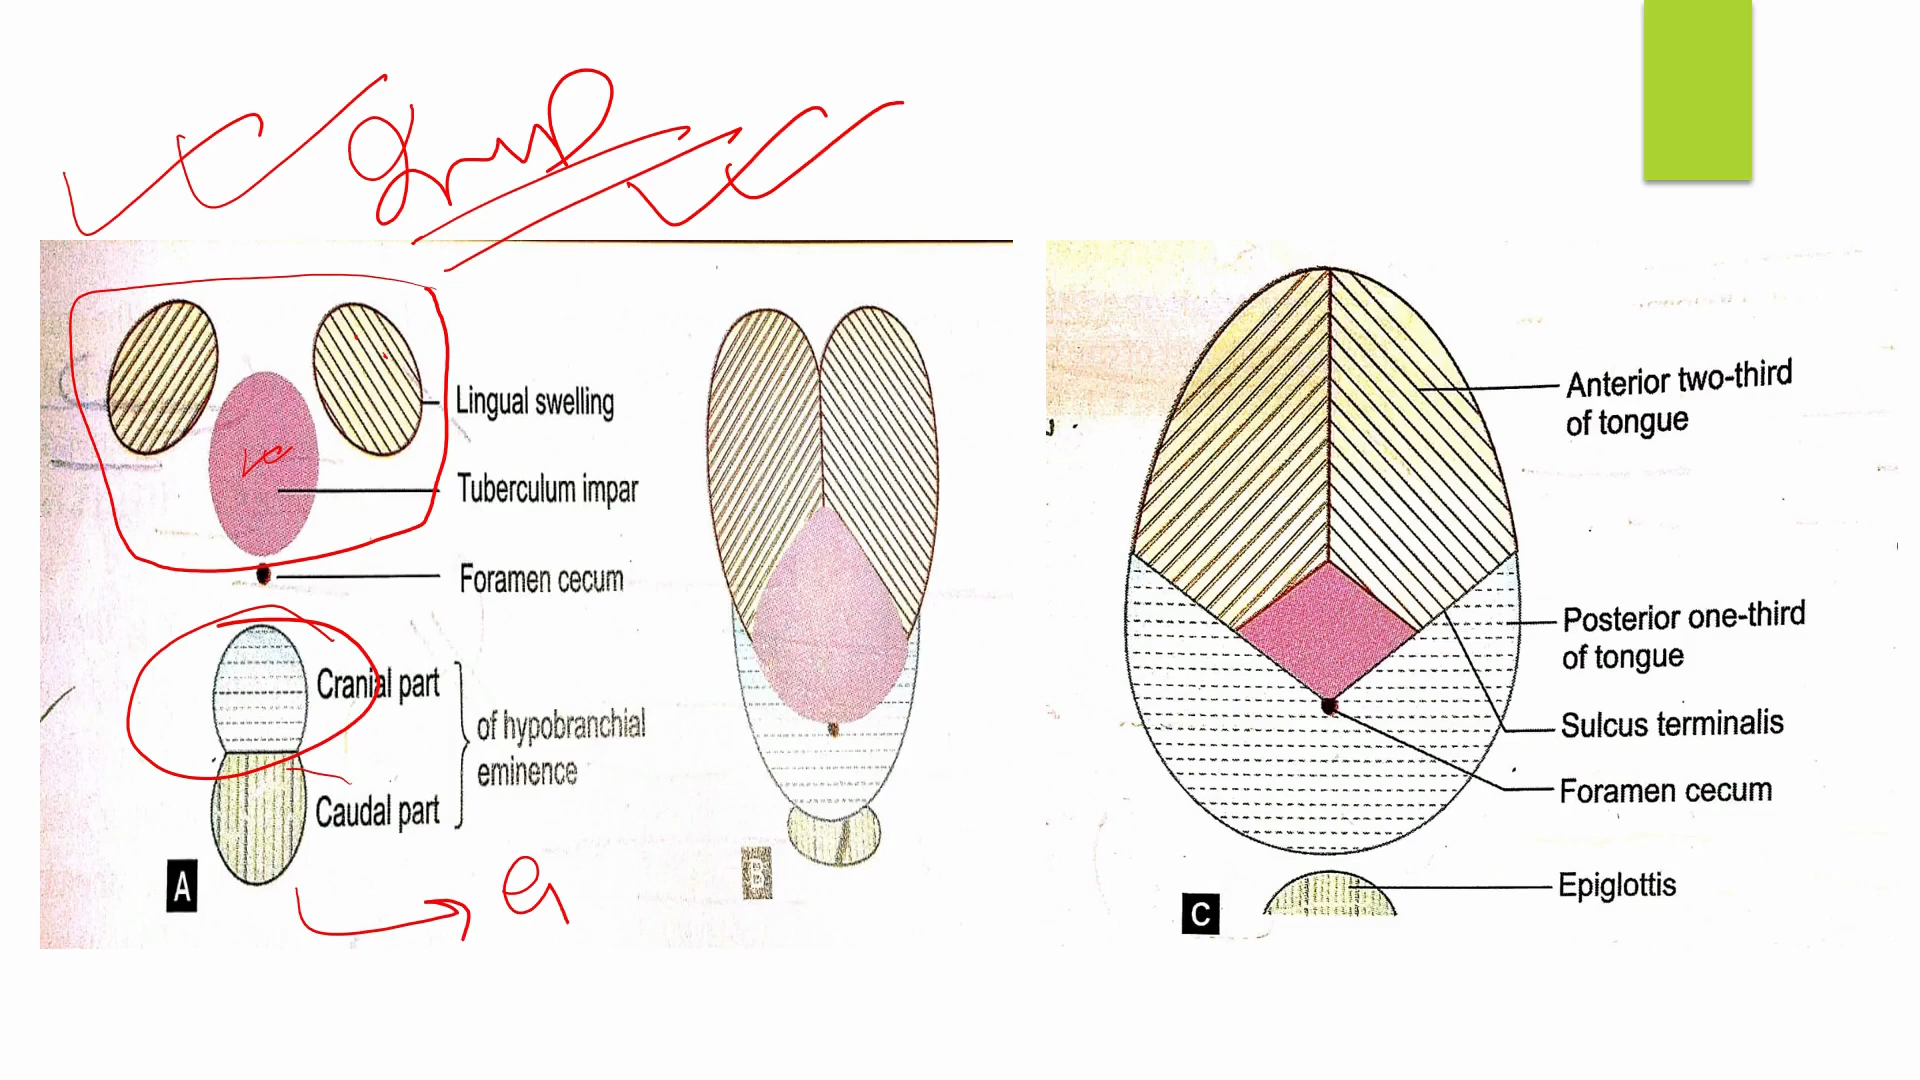 Lingual swelling
Tuberculum impar
Foramen cecum
Cranial part
Caudal part
of hypobranchial
eminence
A
B
Anterior two-third
of tongue
Posterior one-third
of tongue
Sulcus terminalis
Foramen cecum
Epiglottis
C